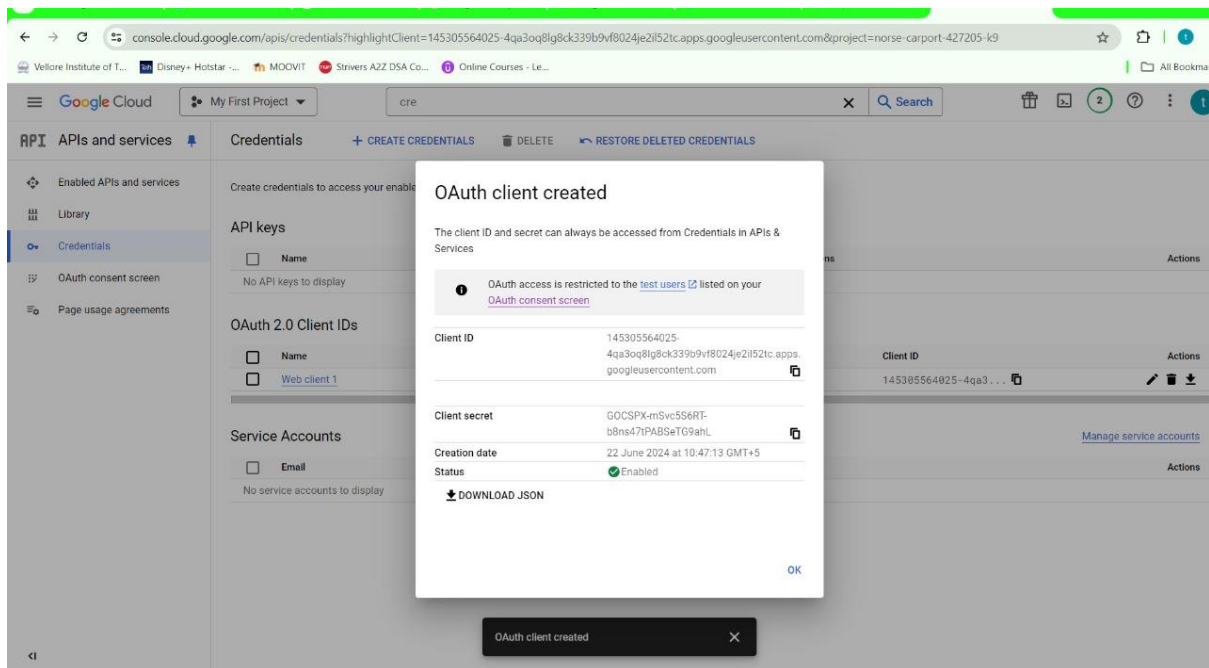 console.cloud.google.com/apis/credentials?highlightClient=145305564025-4qa3oq8lg8ck339b9vf8024je2il52tc.apps.googleusercontent.com&project=norse-carport-427205-k9
Vellore Institute of T... Disney+ Hotstar -... MOOVIT Strivers A2Z DSA Co... Online Courses - Le...
All Bookma
Google Cloud My First Project cre Search 2 t
API APIs and services Credentials + CREATE CREDENTIALS DELETE RESTORE DELETED CREDENTIALS
Enabled APIs and services
Library
Credentials
OAuth consent screen
Page usage agreements
Create credentials to access your enable
API keys
Name ns Actions
No API keys to display
OAuth 2.0 Client IDs
Name Client ID Actions
Web client 1 145305564025-4qa3...
Service Accounts Manage service accounts
Email Actions
No service accounts to display
OAuth client created
The client ID and secret can always be accessed from Credentials in APIs &
Services
OAuth access is restricted to the test users listed on your
OAuth consent screen
Client ID 145305564025-
4qa3oq8lg8ck339b9vf8024je2il52tc.apps.
googleusercontent.com
Client secret GOCSPX-mSvc5S6RT-
b8ns47tPABSeTG9ahL
Creation date 22 June 2024 at 10:47:13 GMT+5
Status Enabled
DOWNLOAD JSON
OK
OAuth client created